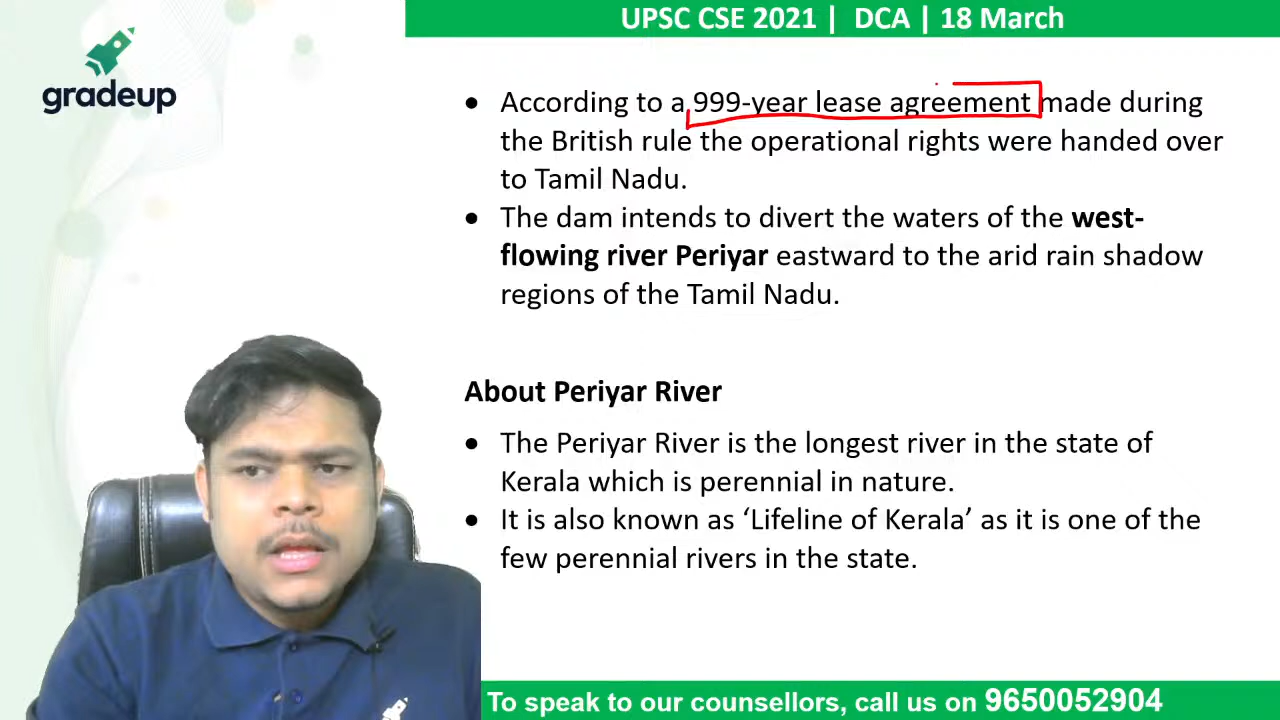 UPSC CSE 2021 | DCA | 18 March
gradeup
• According to a 999-year lease agreement made during
the British rule the operational rights were handed over
to Tamil Nadu.
• The dam intends to divert the waters of the west-
flowing river Periyar eastward to the arid rain shadow
regions of the Tamil Nadu.
About Periyar River
• The Periyar River is the longest river in the state of
Kerala which is perennial in nature.
• It is also known as ‘Lifeline of Kerala’ as it is one of the
few perennial rivers in the state.
To speak to our counsellors, call us on 9650052904